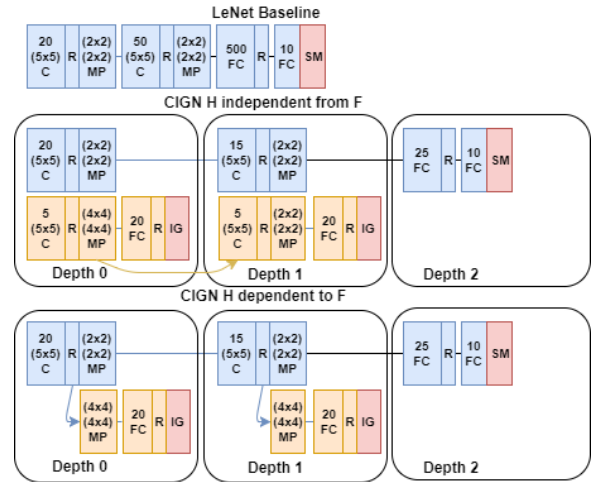 LeNet Baseline
20 (5x5) C R (2x2) (2x2) MP 50 (5x5) C R (2x2) (2x2) MP 500 FC R 10 FC SM
CIGN H independent from F
20 (5x5) C R (2x2) (2x2) MP 15 (5x5) C R (2x2) (2x2) MP 25 FC R 10 FC SM
5 (5x5) C R (4x4) (4x4) MP 20 FC R IG 5 (5x5) C R (2x2) (2x2) MP 20 FC R IG
Depth 0 Depth 1 Depth 2
CIGN H dependent to F
20 (5x5) C R (2x2) (2x2) MP 15 (5x5) C R (2x2) (2x2) MP 25 FC R 10 FC SM
(4x4) (4x4) MP 20 FC R IG (4x4) (4x4) MP 20 FC R IG
Depth 0 Depth 1 Depth 2